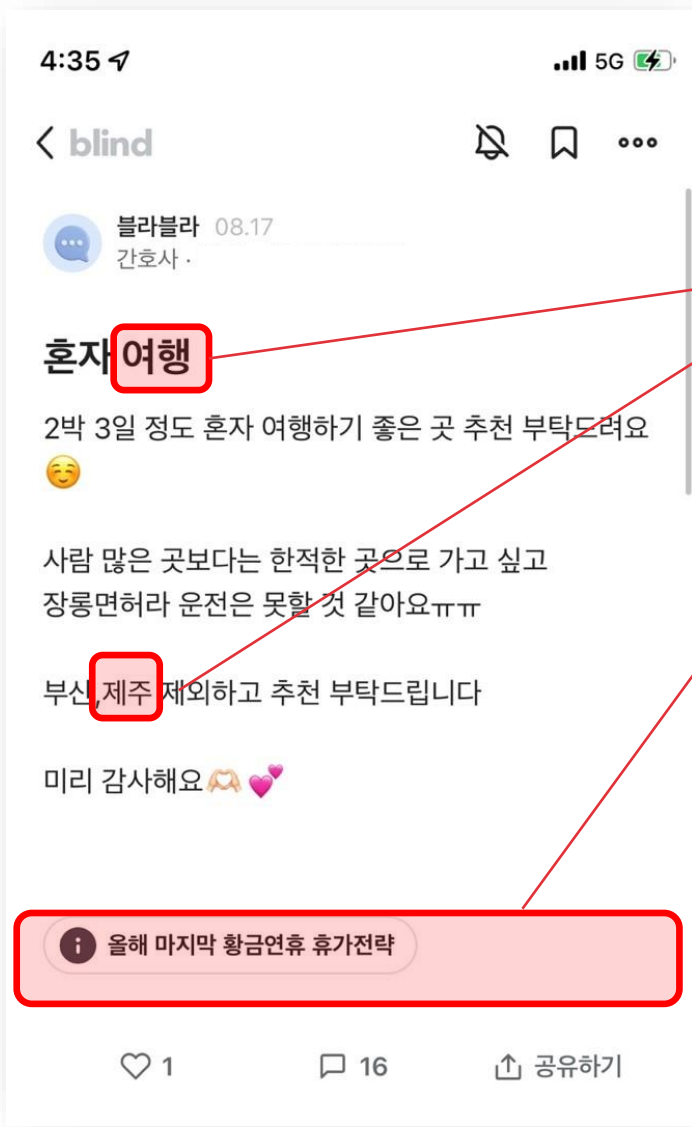 4:35
5G
blind
블라블라 08.17
간호사 ·
혼자 여행
2박 3일 정도 혼자 여행하기 좋은 곳 추천 부탁드려요
☺️
사람 많은 곳보다는 한적한 곳으로 가고 싶고
장롱면허라 운전은 못할 것 같아요ㅠㅠ
부산,제주 제외하고 추천 부탁드립니다
미리 감사해요🫶🏻 💕
올해 마지막 황금연휴 휴가전략
1
16
공유하기